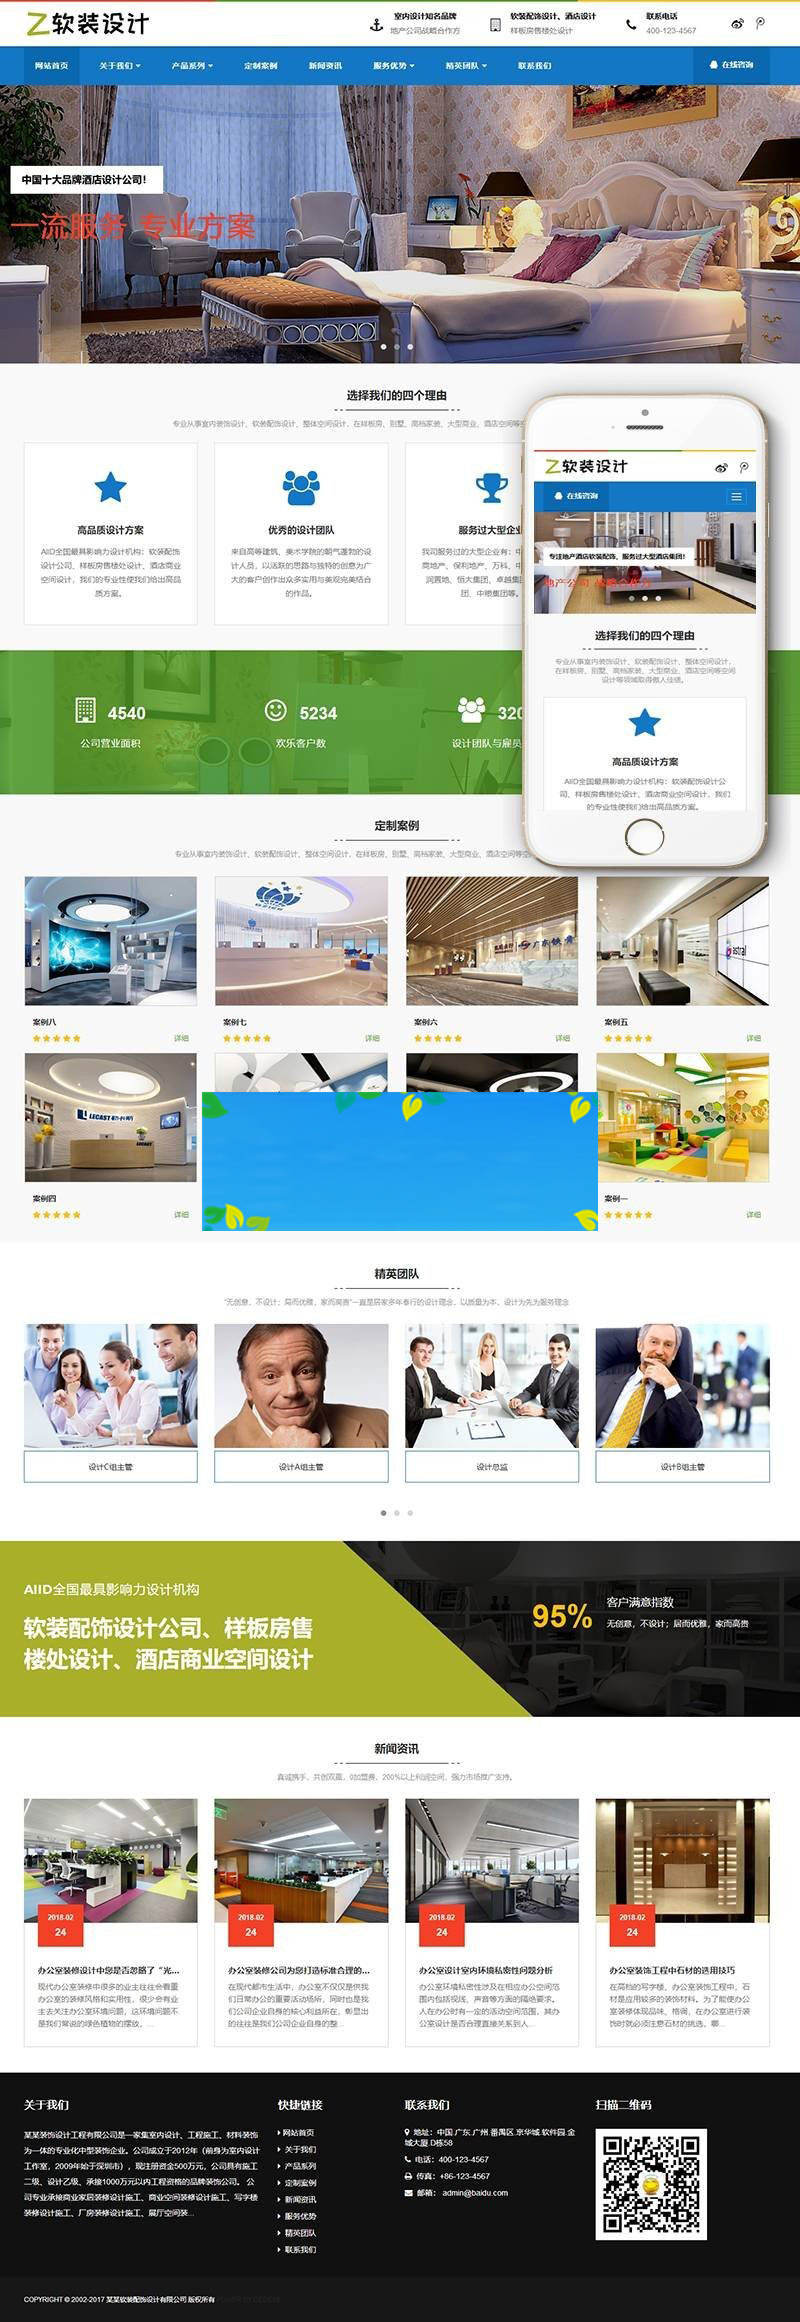 Z软装设计
室内设计知名品牌
地产公司战略合作方
软装配饰设计、酒店设计
样板房售楼处设计
联系电话
400-123-4567
网站首页
关于我们
产品系列
定制案例
新闻资讯
服务优势
精英团队
联系我们
在线咨询
中国十大品牌酒店设计公司!
一流服务 专业方案
选择我们的四个理由
专业从事室内装饰设计、软装配饰设计、整体空间设计，在样板房、别墅、高档家装、大型商业、酒店空间等
高品质设计方案
AIID全国最具影响力设计机构：软装配饰
设计公司、样板房售楼处设计、酒店商业
空间设计，我们的专业性使我们给出高品
质方案。
优秀的设计团队
来自高等建筑、美术学院的朝气蓬勃的设
计人员，以活跃的思路与独特的创意为广
大的客户创作出众多实用与美观完美结合
的作品。
服务过大型企业
我司服务过的大型企业有：中
商地产、保利地产、万科、中
润置地、恒大集团、卓越集
团、中粮集团等。
Z软装设计
在线咨询
专注地产酒店软装配饰，服务过大型酒店集团!
地产公司 战略合作方
选择我们的四个理由
专业从事室内装饰设计、软装配饰设计、整体空间设计，
在样板房、别墅、高档家装、大型商业、酒店空间等空间
设计等领域取得傲人佳绩。
高品质设计方案
AIID全国最具影响力设计机构：软装配饰设计公
司、样板房售楼处设计、酒店商业空间设计，我们
的专业性使我们给出高品质方案。
4540
公司营业面积
5234
欢乐客户数
320
设计团队与雇员
定制案例
专业从事室内装饰设计、软装配饰设计、整体空间设计，在样板房、别墅、高档家装、大型商业、酒店空间等
astral
案例八
详细
案例七
详细
案例六
详细
案例五
详细
LECAST
LECAST
案例四
详细
案例一
详细
精英团队
“无创意，不设计；居而优雅，家而高贵”一直是居家多年奉行的设计理念，以质量为本、设计为先为服务理念
设计C组主管
设计A组主管
设计总监
设计B组主管
AIID全国最具影响力设计机构
软装配饰设计公司、样板房售
楼处设计、酒店商业空间设计
95%
客户满意指数
无创意，不设计；居而优雅，家而高贵
新闻资讯
真诚携手，共创双赢，0加盟费，200%以上利润空间，强力市场推广支持。
2018-02
24
办公室装修设计中您是否忽略了“光...
现代办公室装修中很多的业主往往会看重
办公室的装修风格和实用性，很少会有业
主去关注办公室环境问题，这环境问题不
是我们常说的绿色植物的摆放，...
2018-02
24
办公室装修公司为您打造标准合理的...
在现代都市生活中，办公室不仅仅是供我
们日常办公的重要活动场所，同时也是我
们公司企业自身的核心利益所在，彰显出
的往往是我们公司企业自身的整...
2018-02
24
办公室设计室内环境私密性问题分析
办公室环境私密性涉及在相应办公空间范
围内包括视线、声音等方面的隔绝要求。
人在办公时有一定的活动空间范围，其办
公室设计是否合理直接关系到人...
2018-02
24
办公室装饰工程中石材的选用技巧
在高档的写字楼、办公室装饰工程中，石
材是应用较多的装饰材料。为了能使办公
室装修体现品味、格调，在办公室进行装
饰时就必须注意石材的挑选，哪...
关于我们
某某装饰设计工程有限公司是一家集室内设计、工程施工、材料装饰
为一体的专业化中型装饰企业。公司成立于2012年（前身为室内设计
工作室，2009年始于深圳市），现注册资金500万元，公司具有施工
二级、设计乙级、承接1000万元以内工程资格的品牌装饰公司。 公
司专业承接商业家居装修设计施工、商业空间装修设计施工、写字楼
装修设计施工、厂房装修设计施工、展厅空间装...
快捷链接
网站首页
关于我们
产品系列
定制案例
新闻资讯
服务优势
精英团队
联系我们
联系我们
地址：中国.广东.广州.番禺区.京华城.软件园.金
城大厦.D栋58
电话：400-123-4567
传真：+86-123-4567
邮箱： admin@baidu.com
扫描二维码
COPYRIGHT © 2002-2017 某某软装配饰设计有限公司 版权所有